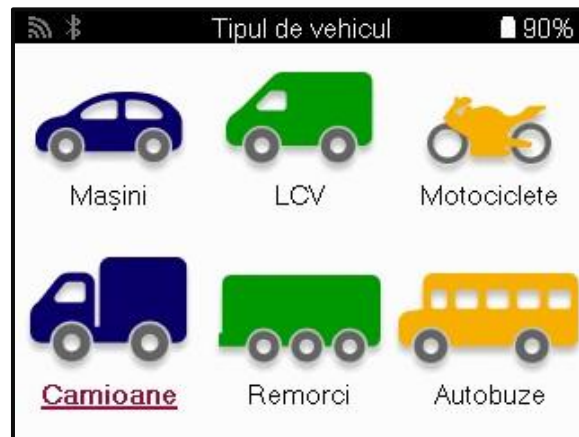 Tipul de vehicul 90%
Mașini LCV Motociclete
Camioane Remorci Autobuze